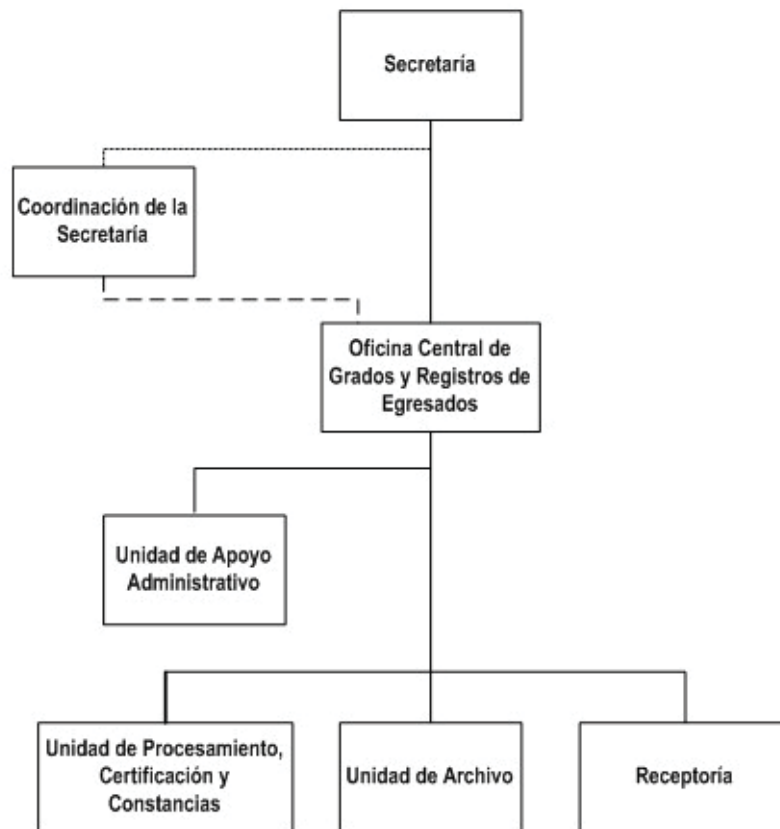 Secretaría
Coordinación de la
Secretaría
Oficina Central de
Grados y Registros de
Egresados
Unidad de Apoyo
Administrativo
Unidad de Procesamiento,
Certificación y
Constancias
Unidad de Archivo
Receptoría